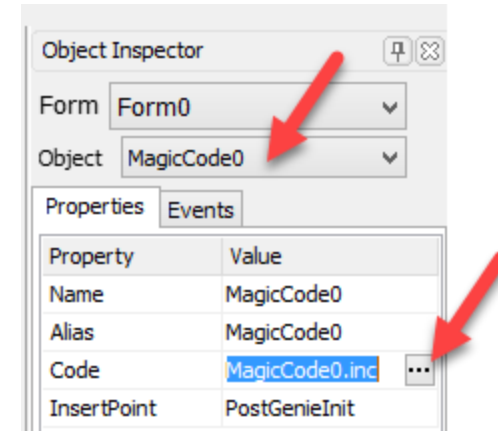 Object Inspector
Form Form0
Object MagicCode0
Properties Events
Property Value
Name MagicCode0
Alias MagicCode0
Code MagicCode0.inc ...
InsertPoint PostGenieInit